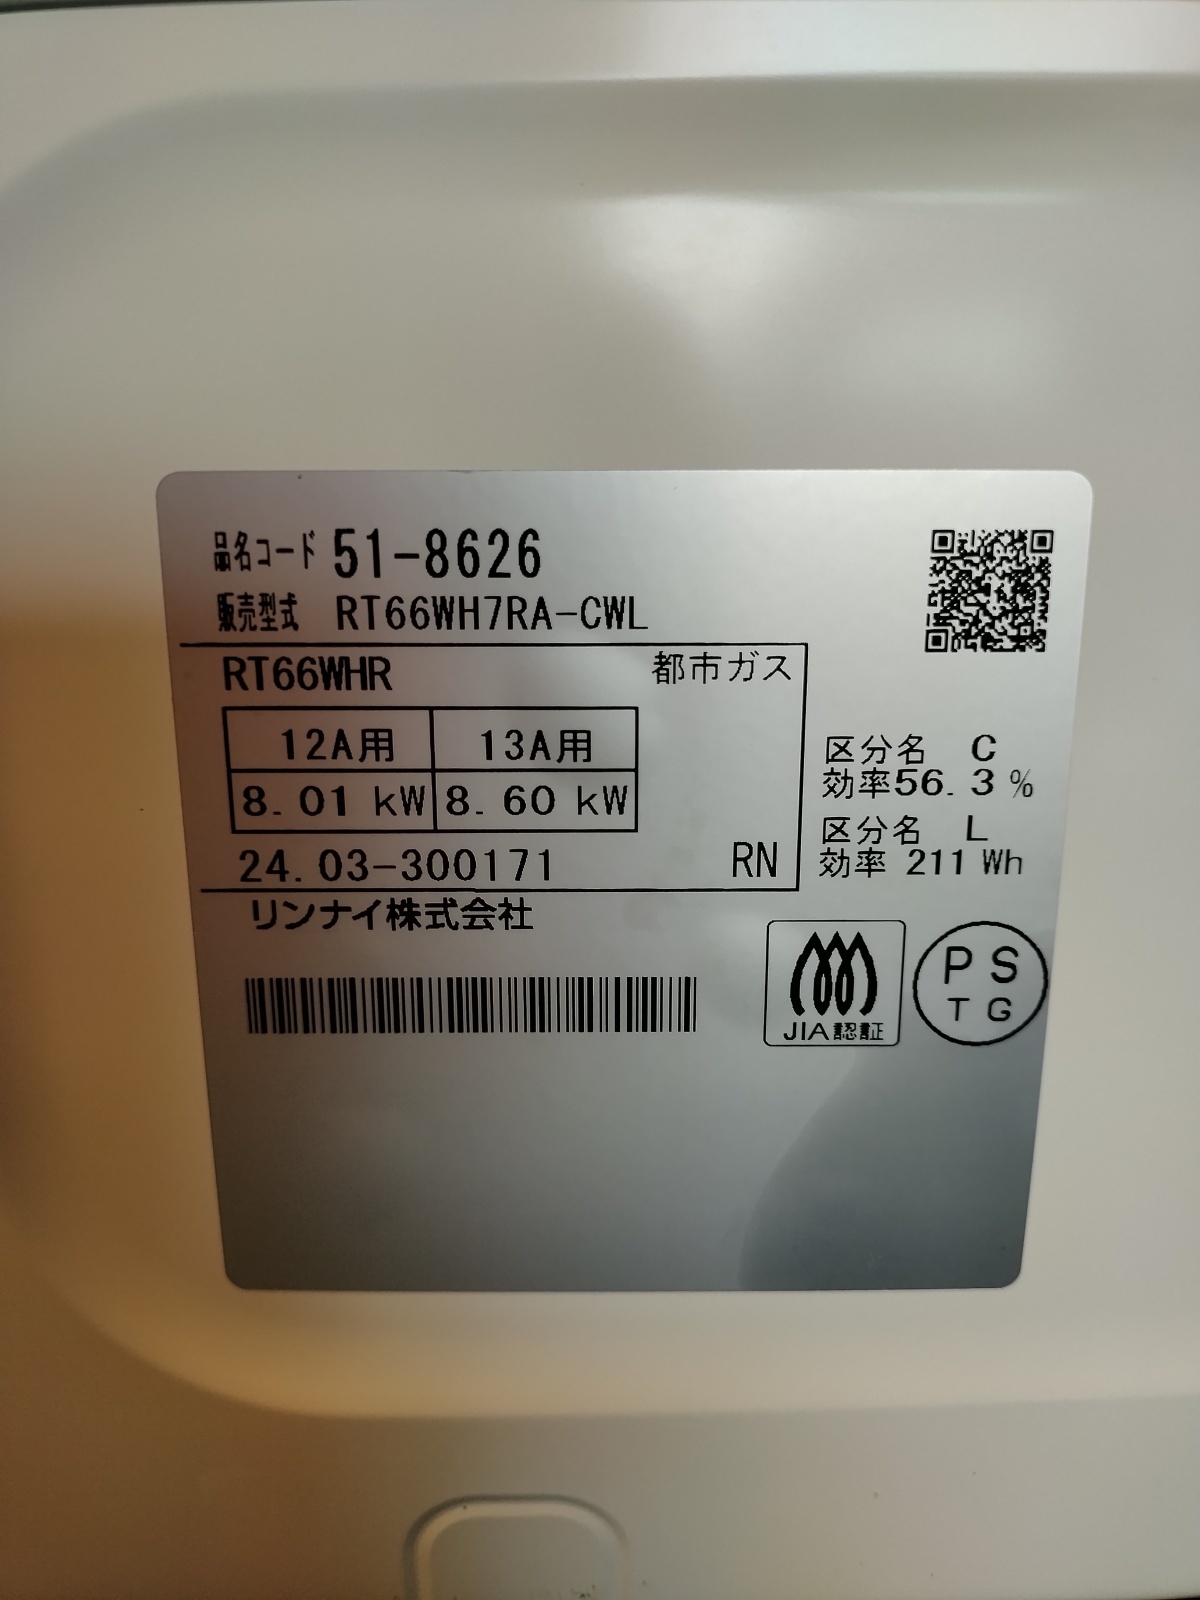 品名コード 51-8626
販売型式 RT66WH7RA-CWL
RT66WHR 都市ガス
12A用 13A用
8.01 kW 8.60 kW
24.03-300171 RN
リンナイ株式会社
区分名 C
効率56.3 %
区分名 L
効率 211 Wh
JIA認証
PS
TG